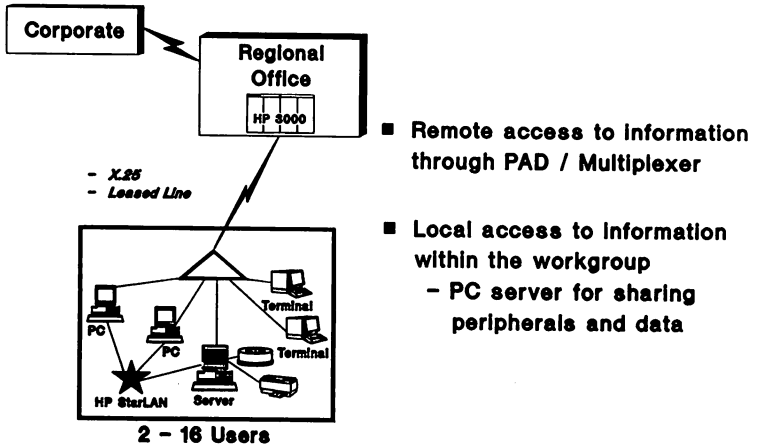 Corporate
Regional
Office
HP 3000
- X.25
- Leased Line
■ Remote access to information
through PAD / Multiplexer
■ Local access to information
within the workgroup
- PC server for sharing
peripherals and data
Terminal
PC
PC
Terminal
HP StarLAN
Server
2 - 16 Users